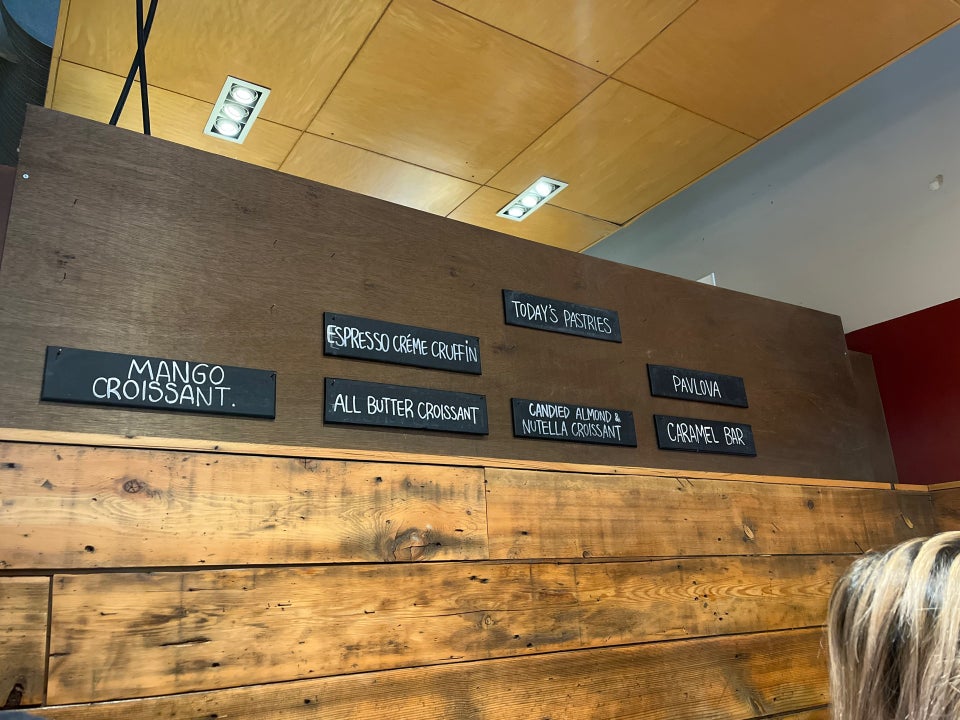 TODAY'S PASTRIES
MANGO
CROISSANT.
ESPRESSO CRÉME CRUFFIN
ALL BUTTER CROISSANT
CANDIED ALMOND &
NUTELLA CROISSANT
PAVLOVA
CARAMEL BAR